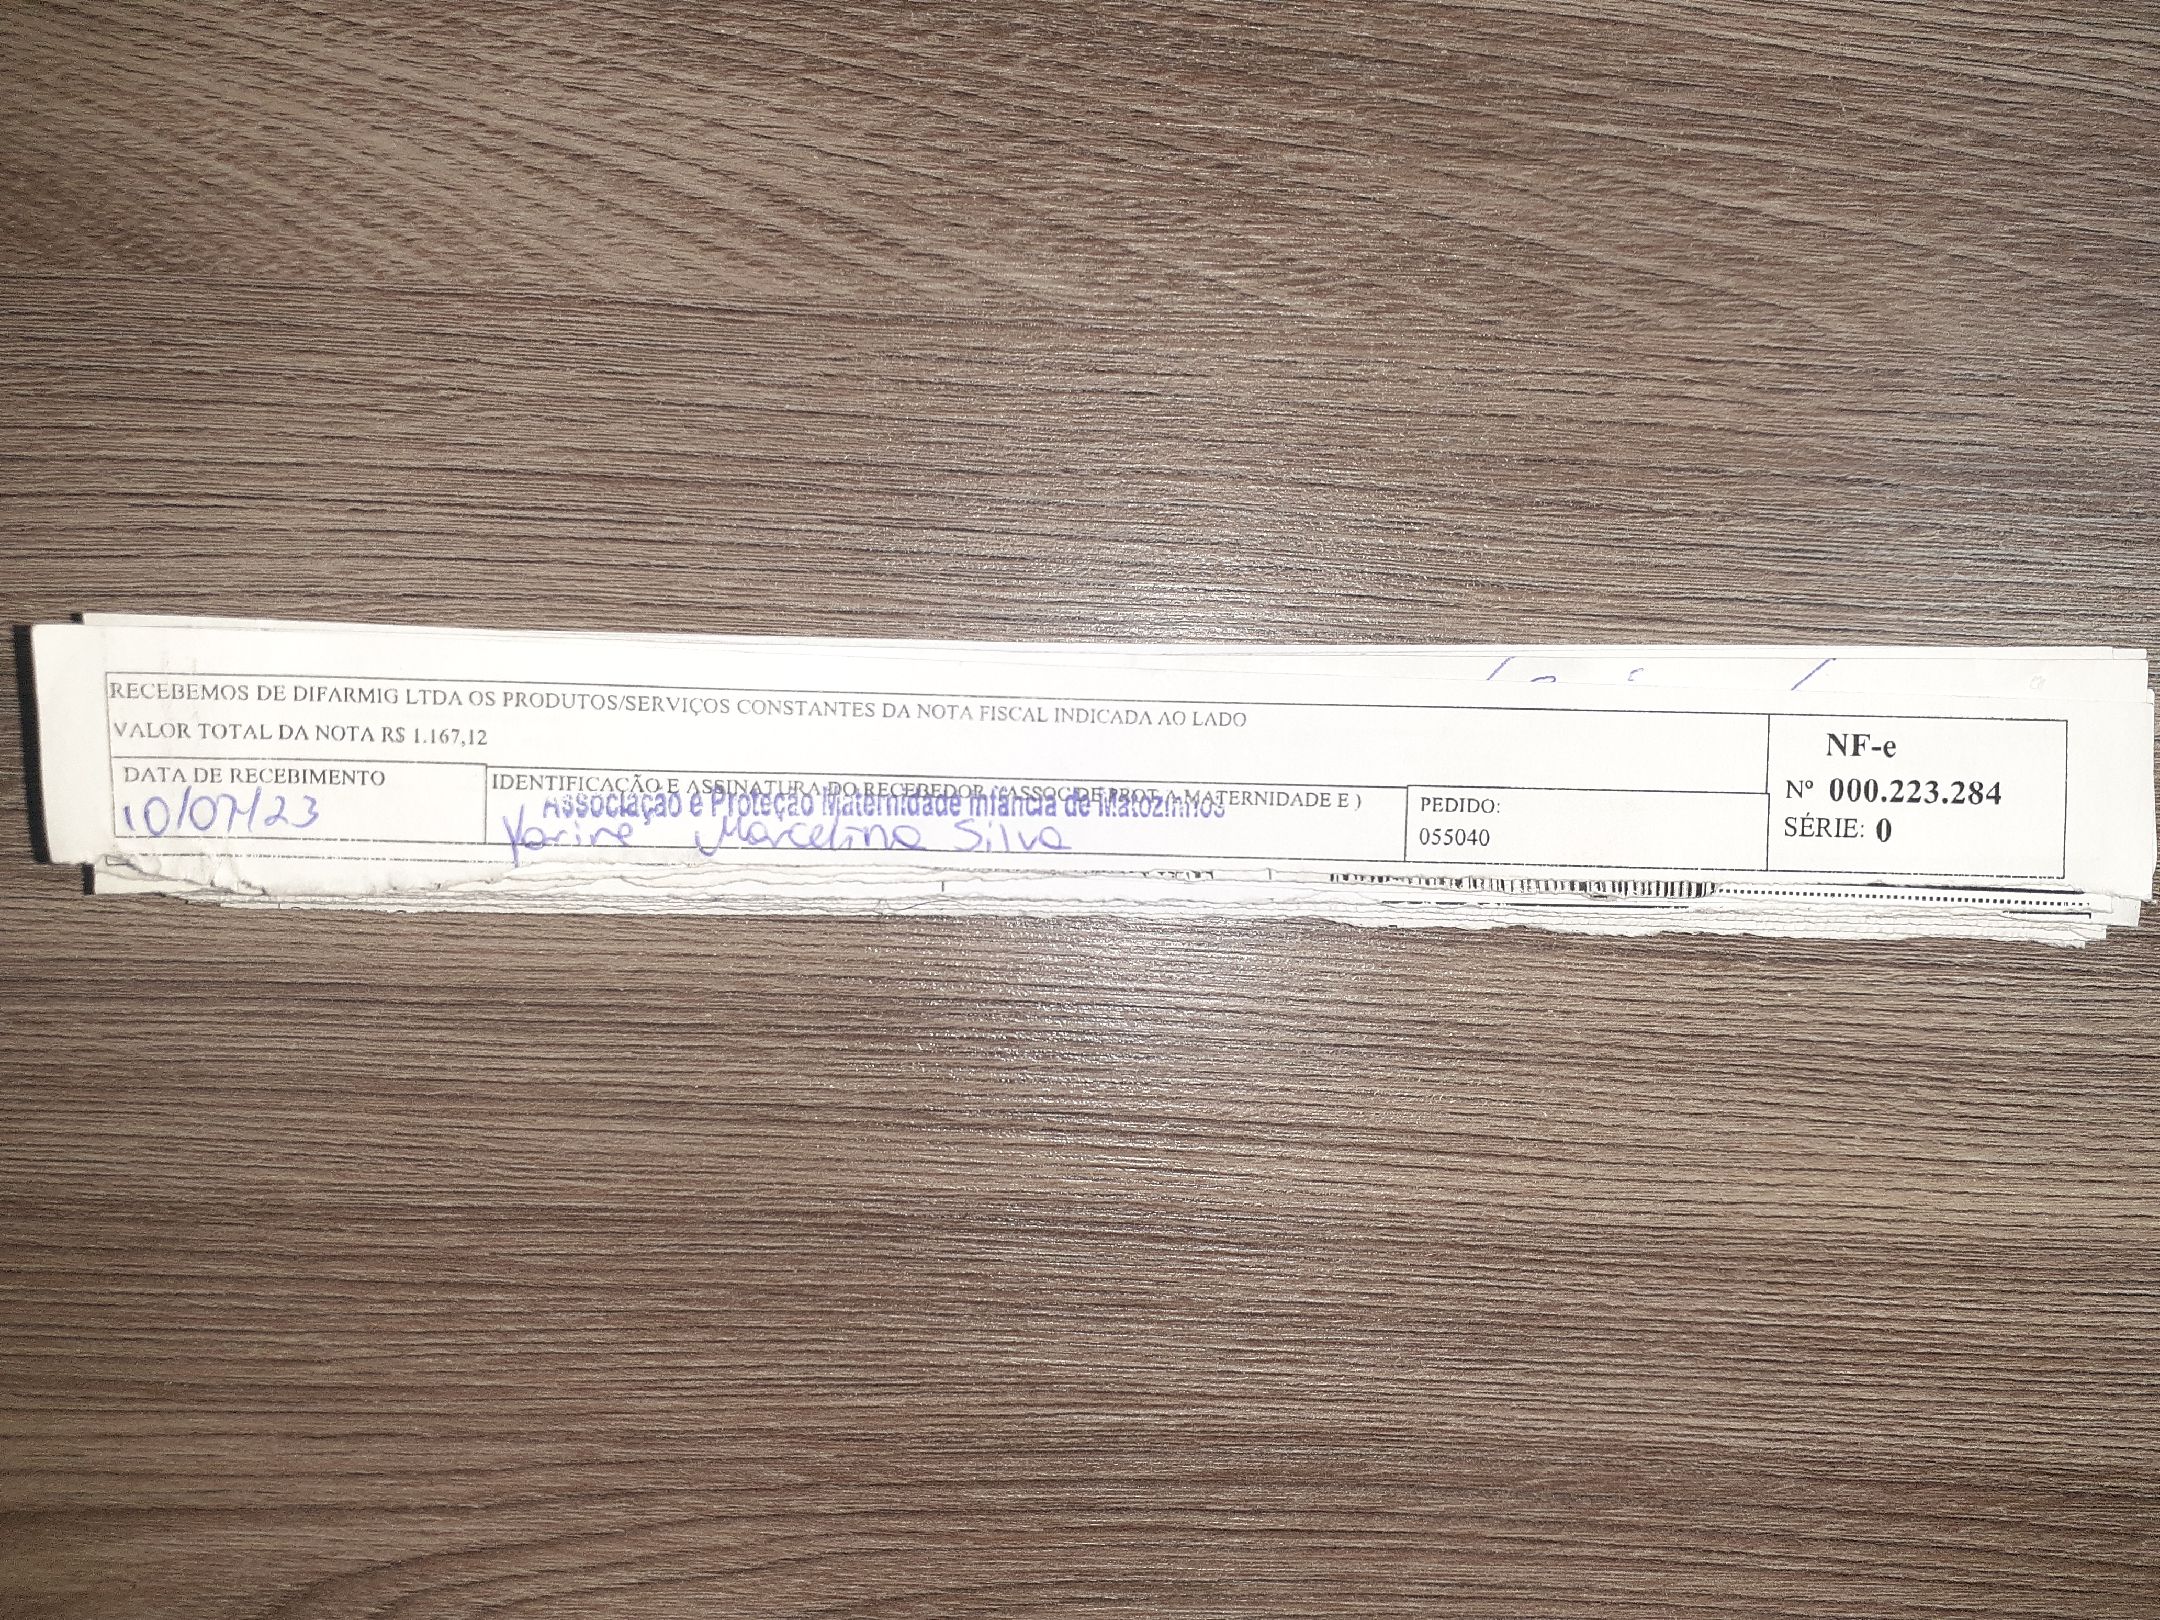 RECEBEMOS DE DIFARMIG LTDA OS PRODUTOS/SERVIÇOS CONSTANTES DA NOTA FISCAL INDICADA AO LADO
VALOR TOTAL DA NOTA R$ 1.167,12
DATA DE RECEBIMENTO
10/07/23
IDENTIFICAÇÃO E ASSINATURA DO RECEBEDOR (ASSOC DE PROT A MATERNIDADE E )
Associação e Proteção Maternidade Infância de Matozinhos
Marcelina Silva
PEDIDO:
055040
NF-e
Nº 000.223.284
SÉRIE: 0